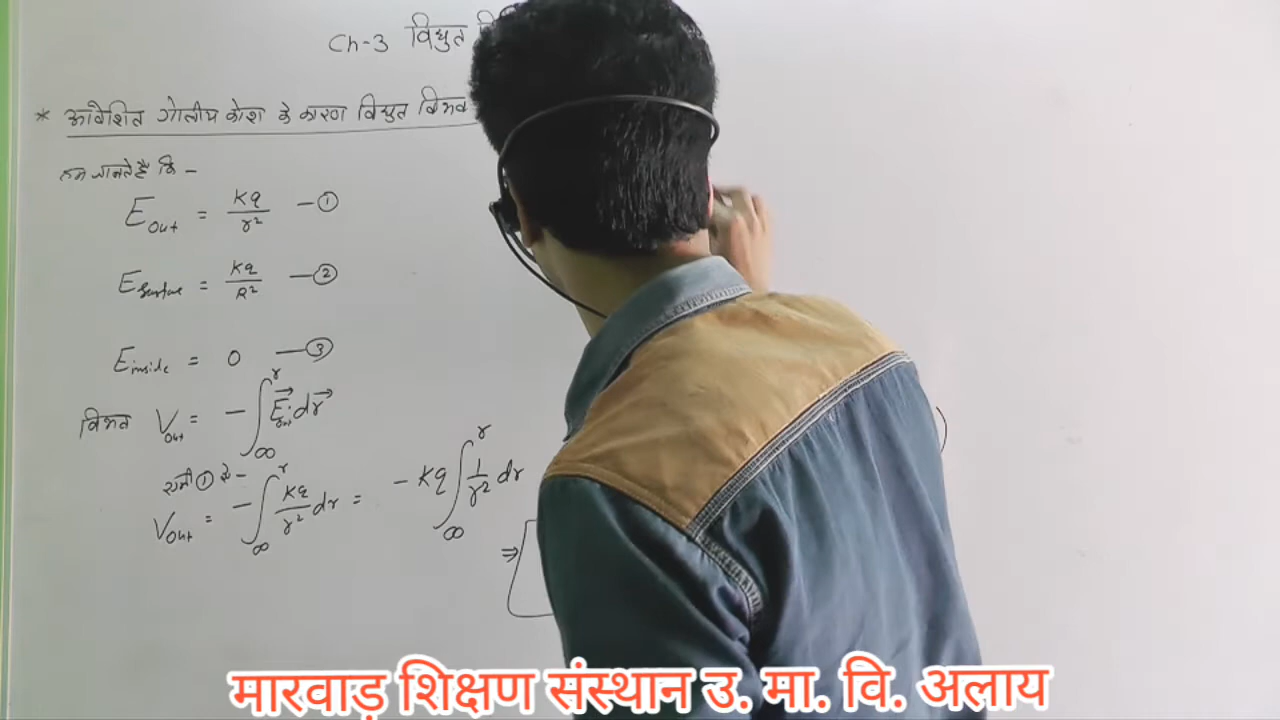 Ch-3 विद्युत
* आवेशित गोलीय कोश के कारण विद्युत विभव
हम जानते हैं कि -
E_out = Kq/r² - ①
E_surface = Kq/R² - ②
E_inside = 0 - ③
विभव V_out = - ∫_∞^r E⃗_out · dr⃗
समी ① से -
V_out = - ∫_∞^r Kq/r² dr = - Kq ∫_∞^r 1/r² dr
⇒
मारवाड़ शिक्षण संस्थान उ. मा. वि. अलाय